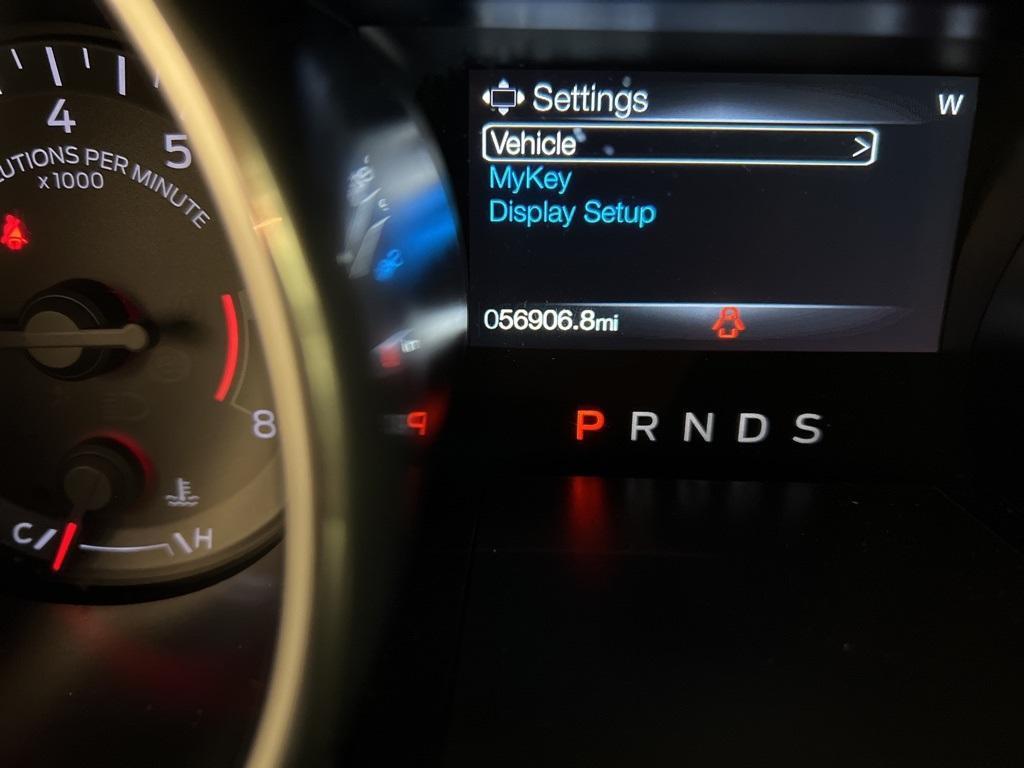 4
5
UTIONS PER MINUTE
x1000
8
C H
Settings W
Vehicle >
MyKey
Display Setup
056906.8mi
P R N D S